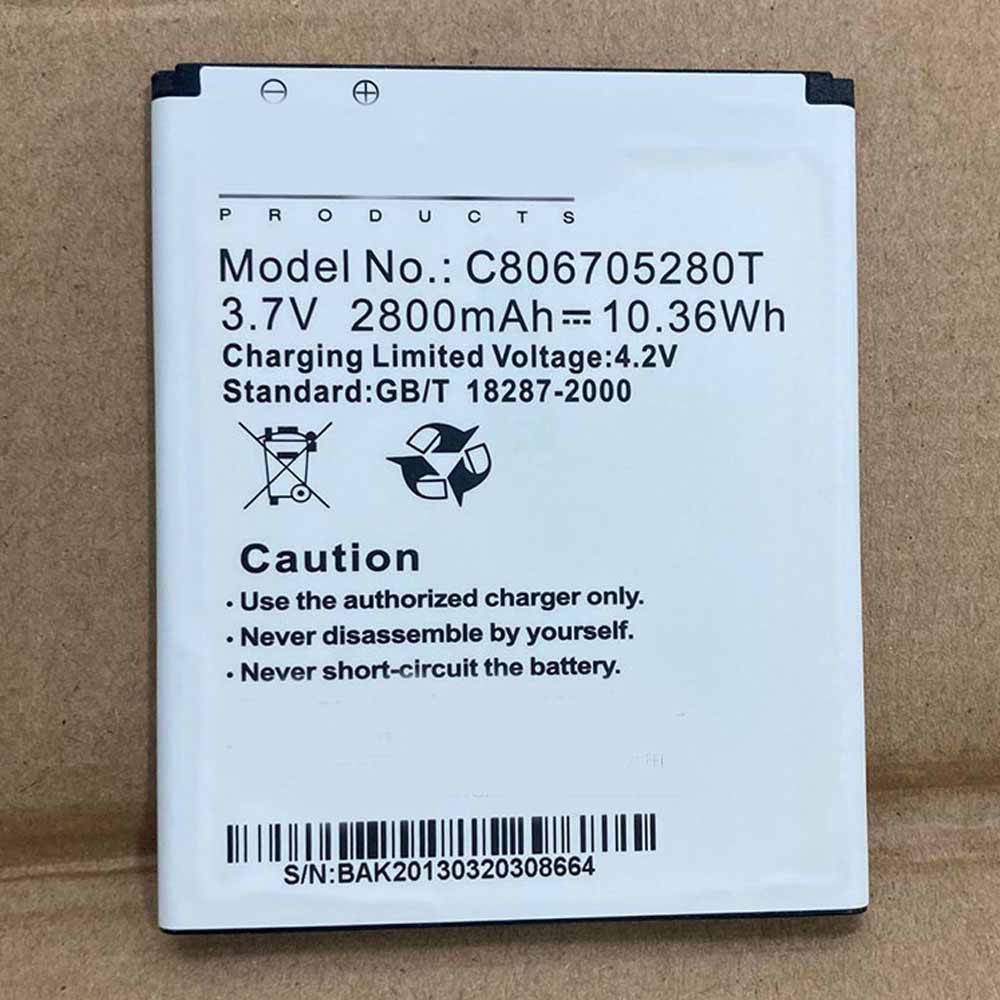 PRODUCTS
Model No.: C806705280T
3.7V 2800mAh⎓10.36Wh
Charging Limited Voltage:4.2V
Standard:GB/T 18287-2000
Caution
· Use the authorized charger only.
· Never disassemble by yourself.
· Never short-circuit the battery.
S/N:BAK20130320308664